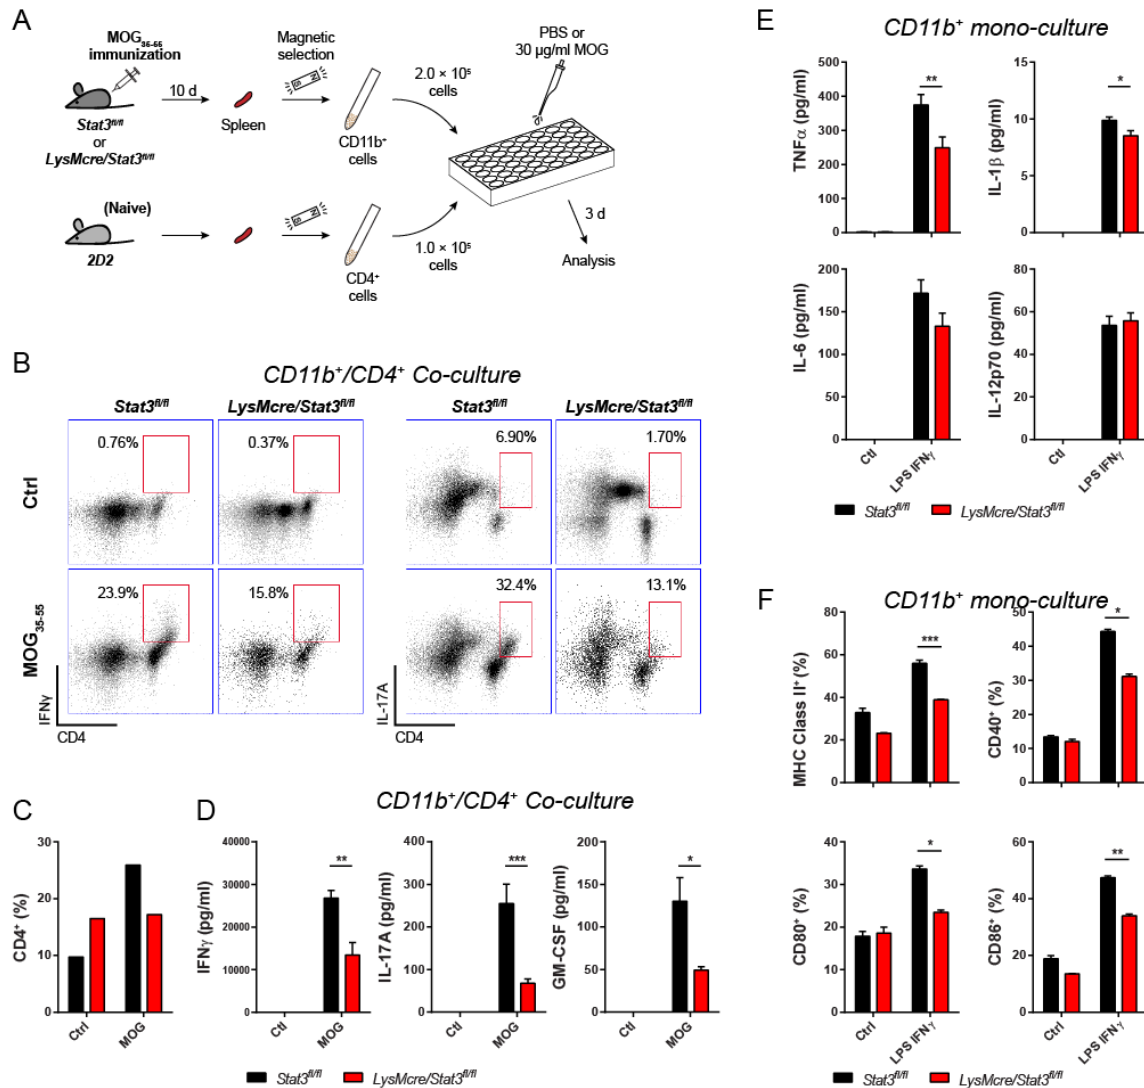 A
MOG₃₅₋₅₅
immunization
Stat3fl/fl
or
LysMcre/Stat3fl/fl
10 d
Spleen
Magnetic
selection
N
S
CD11b⁺
cells
2.0 × 10⁵
cells
PBS or
30 µg/ml MOG
(Naive)
2D2
N
S
CD4⁺
cells
1.0 × 10⁵
cells
3 d
Analysis
B
CD11b⁺/CD4⁺ Co-culture
Stat3fl/fl
LysMcre/Stat3fl/fl
Stat3fl/fl
LysMcre/Stat3fl/fl
Ctrl
0.76%
0.37%
6.90%
1.70%
MOG₃₅₋₅₅
23.9%
15.8%
32.4%
13.1%
IFNγ
CD4
IL-17A
CD4
C
CD4⁺ (%)
30
20
10
0
Ctrl
MOG
D
CD11b⁺/CD4⁺ Co-culture
IFNγ (pg/ml)
40000
30000
20000
10000
0
**
Ctl
MOG
IL-17A (pg/ml)
400
300
200
100
0
***
Ctl
MOG
GM-CSF (pg/ml)
200
150
100
50
0
*
Ctl
MOG
Stat3fl/fl
LysMcre/Stat3fl/fl
E
CD11b⁺ mono-culture
TNFα (pg/ml)
500
400
300
200
100
0
**
IL-1β (pg/ml)
15
10
5
0
*
IL-6 (pg/ml)
200
150
100
50
0
Ctl
LPS IFNγ
IL-12p70 (pg/ml)
80
60
40
20
0
Ctl
LPS IFNγ
Stat3fl/fl
LysMcre/Stat3fl/fl
F
CD11b⁺ mono-culture
MHC Class II⁺ (%)
80
60
40
20
0
***
CD40⁺ (%)
50
40
30
20
10
0
*
CD80⁺ (%)
40
30
20
10
0
*
Ctrl
LPS IFNγ
CD86⁺ (%)
60
40
20
0
**
Ctrl
LPS IFNγ
Stat3fl/fl
LysMcre/Stat3fl/fl